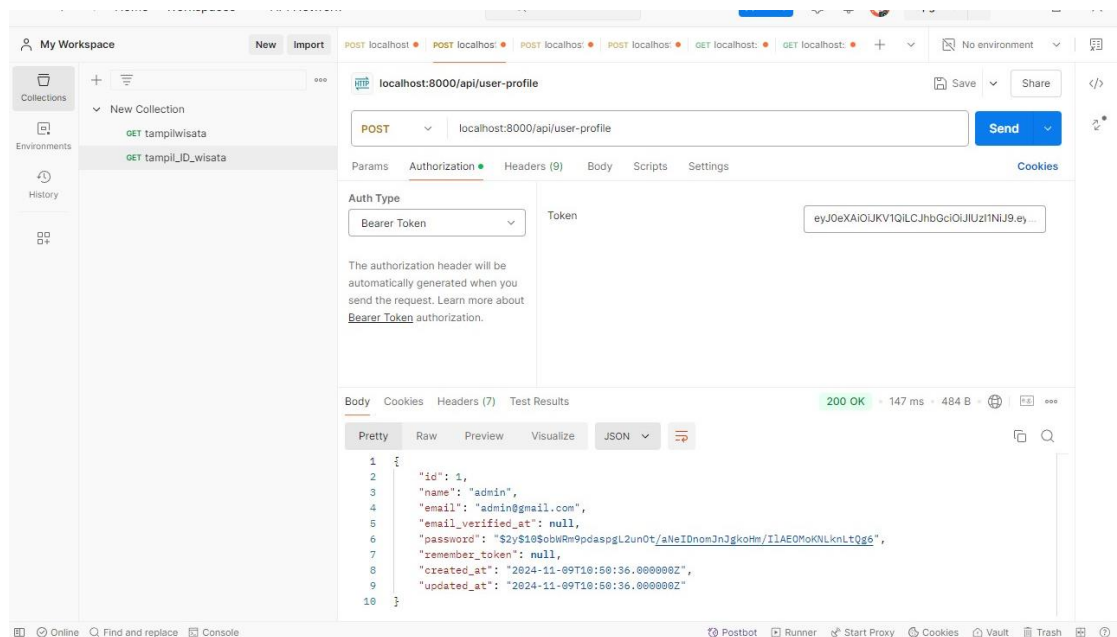 My Workspace
New Import
POST localhost
POST localhos
POST localhos
POST localhos
GET localhost:
GET localhost:
No environment
Collections
Environments
History
New Collection
GET tampilwisata
GET tampil_ID_wisata
HTTP localhost:8000/api/user-profile
Save
Share
POST localhost:8000/api/user-profile
Send
Params Authorization Headers (9) Body Scripts Settings Cookies
Auth Type
Bearer Token
Token
The authorization header will be
automatically generated when you
send the request. Learn more about
Bearer Token authorization.
Body Cookies Headers (7) Test Results
200 OK 147 ms 484 B
Pretty Raw Preview Visualize JSON
1 {
2 "id": 1,
3 "name": "admin",
4 "email": "admin@gmail.com",
5 "email_verified_at": null,
6 "password": "$2y$10$obWRm9pdaspgL2unOt/aNeIDnomJnJgkoHm/IlAEOMoKNLknLtQg6",
7 "remember_token": null,
8 "created_at": "2024-11-09T10:50:36.000000Z",
9 "updated_at": "2024-11-09T10:50:36.000000Z"
10 }
Online Find and replace Console
Postbot Runner Start Proxy Cookies Vault Trash